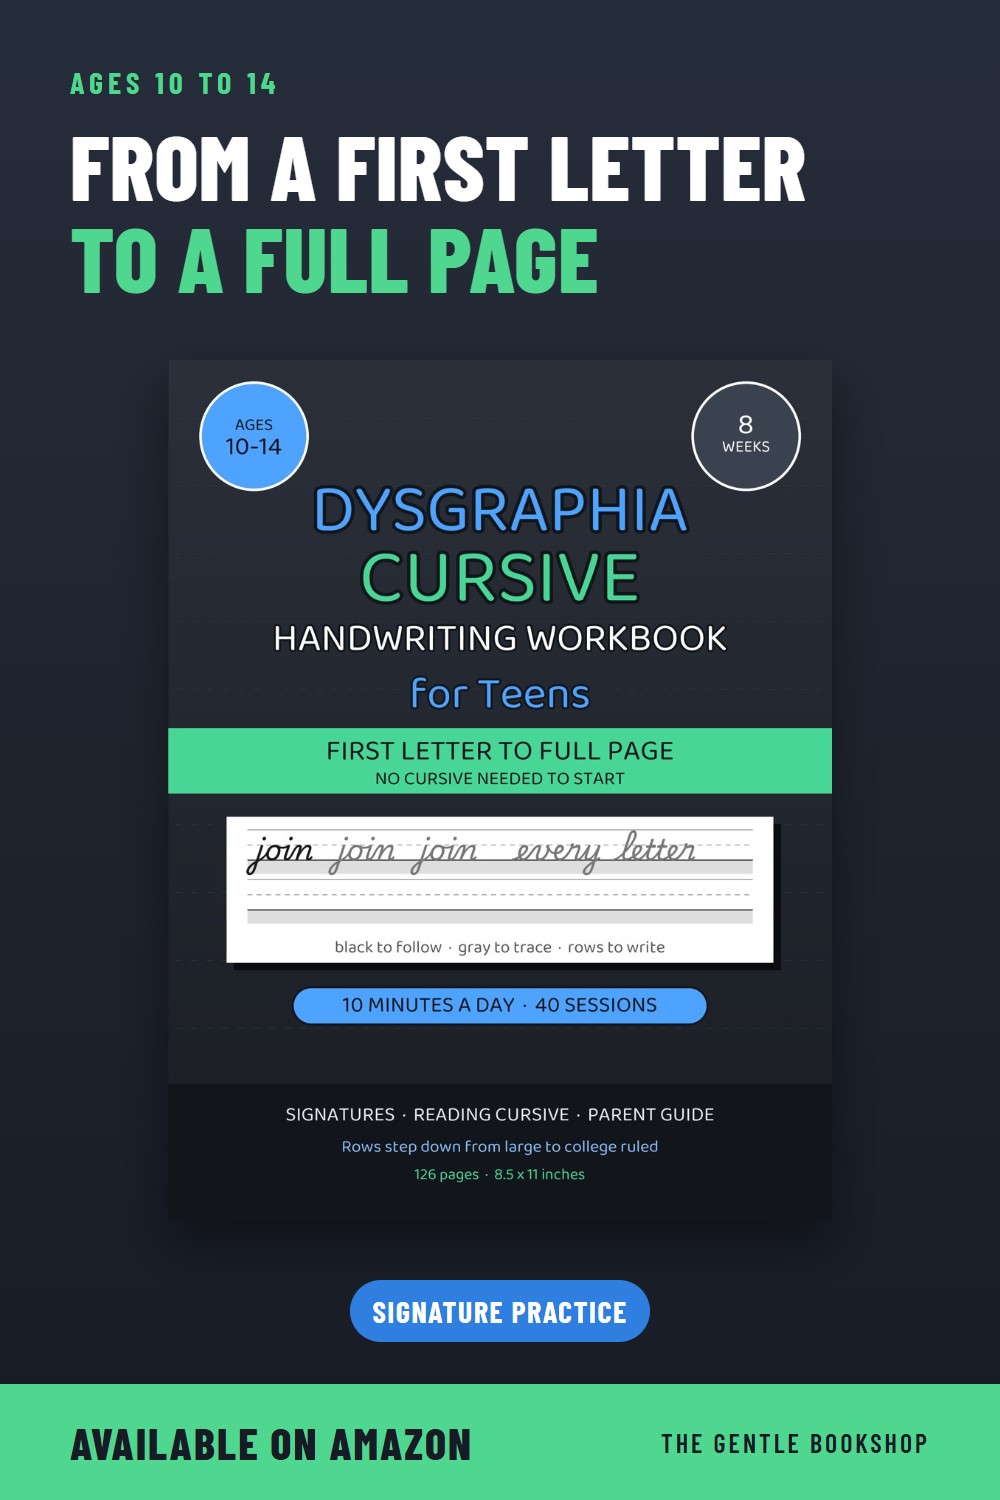 AGES 10 TO 14
FROM A FIRST LETTER
TO A FULL PAGE
AGES
10-14
8
WEEKS
DYSGRAPHIA
CURSIVE
HANDWRITING WORKBOOK
for Teens
FIRST LETTER TO FULL PAGE
NO CURSIVE NEEDED TO START
join join join every letter
black to follow · gray to trace · rows to write
10 MINUTES A DAY · 40 SESSIONS
SIGNATURES · READING CURSIVE · PARENT GUIDE
Rows step down from large to college ruled
126 pages · 8.5 x 11 inches
SIGNATURE PRACTICE
AVAILABLE ON AMAZON
THE GENTLE BOOKSHOP